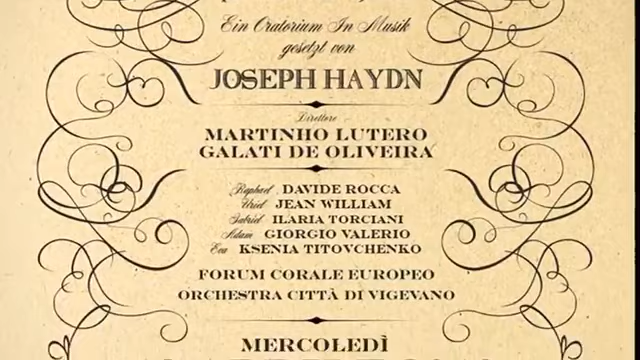 Ein Oratorium In Musik
gesetzt von
JOSEPH HAYDN
Direttore
MARTINHO LUTERO
GALATI DE OLIVEIRA
Raphael DAVIDE ROCCA
Uriel JEAN WILLIAM
Gabriel ILARIA TORCIANI
Adam GIORGIO VALERIO
Eva KSENIA TITOVCHENKO
FORUM CORALE EUROPEO
ORCHESTRA CITTÀ DI VIGEVANO
MERCOLEDÌ